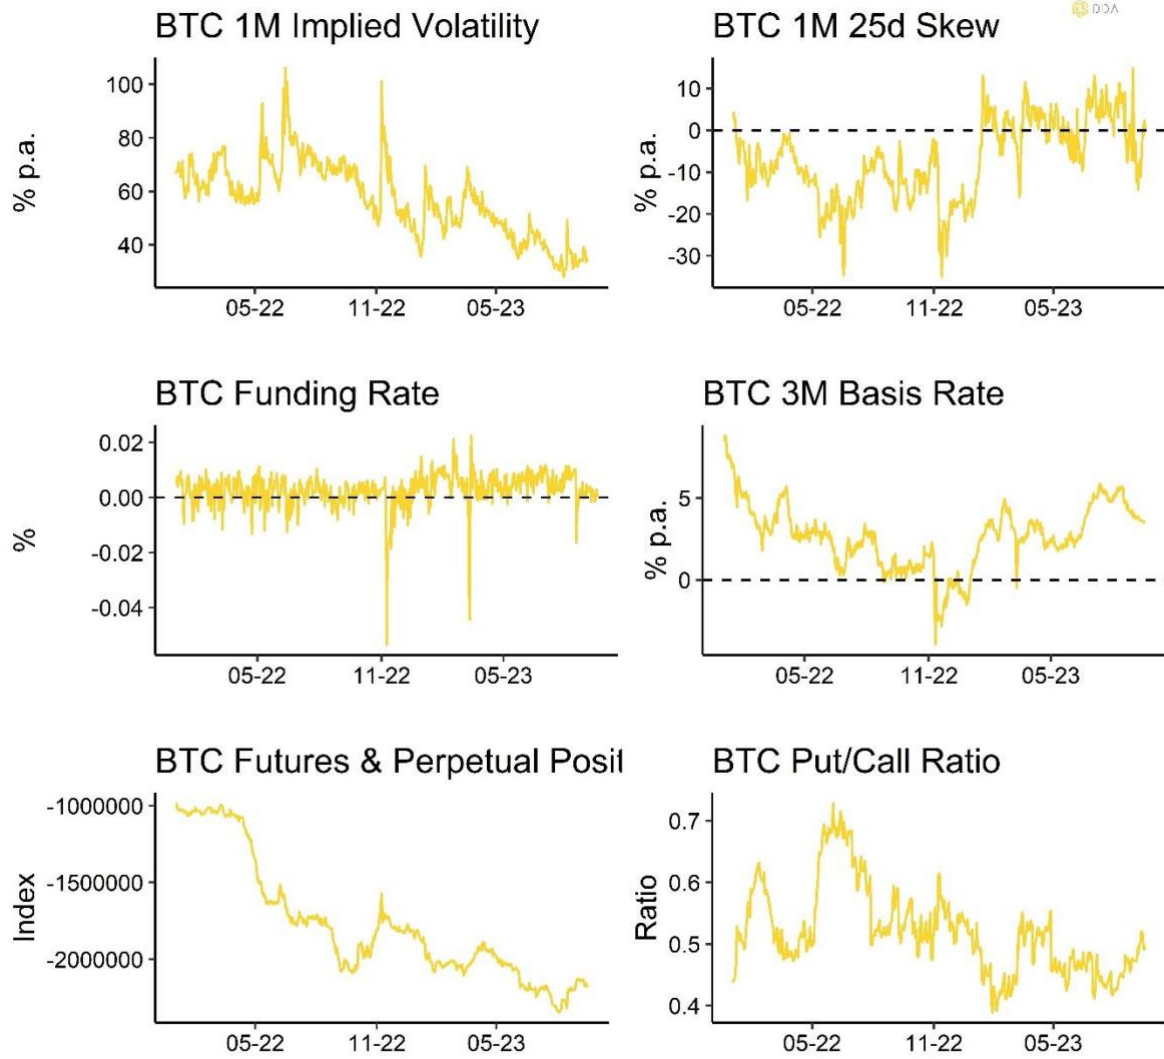 DDA
BTC 1M Implied Volatility
% p.a.
100
80
60
40
05-22 11-22 05-23
BTC 1M 25d Skew
% p.a.
10
0
-10
-20
-30
05-22 11-22 05-23
BTC Funding Rate
%
0.02
0.00
-0.02
-0.04
05-22 11-22 05-23
BTC 3M Basis Rate
% p.a.
5
0
05-22 11-22 05-23
BTC Futures & Perpetual Posit
Index
-1000000
-1500000
-2000000
05-22 11-22 05-23
BTC Put/Call Ratio
Ratio
0.7
0.6
0.5
0.4
05-22 11-22 05-23